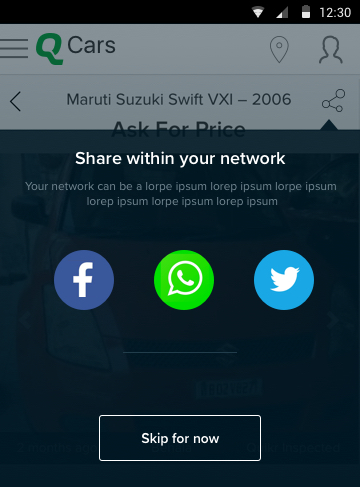 12:30
Q Cars
Maruti Suzuki Swift VXI – 2006
Ask For Price
Share within your network
Your network can be a lorpe ipsum lorep ipsum lorpe ipsum
lorep ipsum lorpe ipsum lorep ipsum
Skip for now